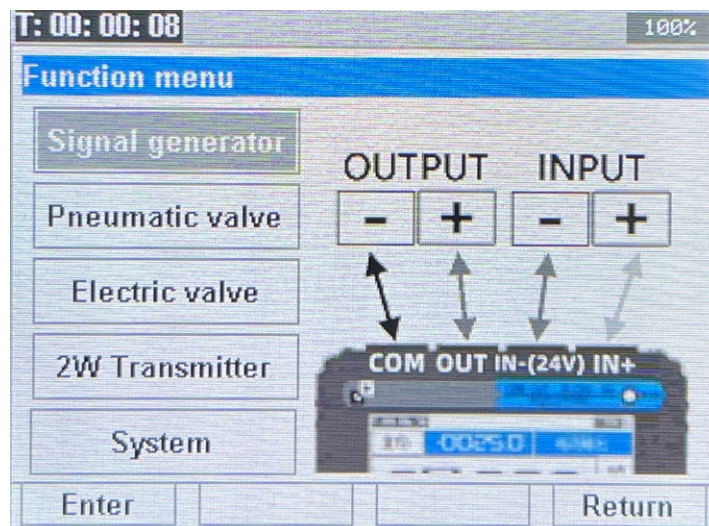 T: 00: 00: 08
100%
Function menu
Signal generator
Pneumatic valve
Electric valve
2W Transmitter
System
OUTPUT INPUT
- + - +
COM OUT IN-(24V) IN+
00250
Enter
Return